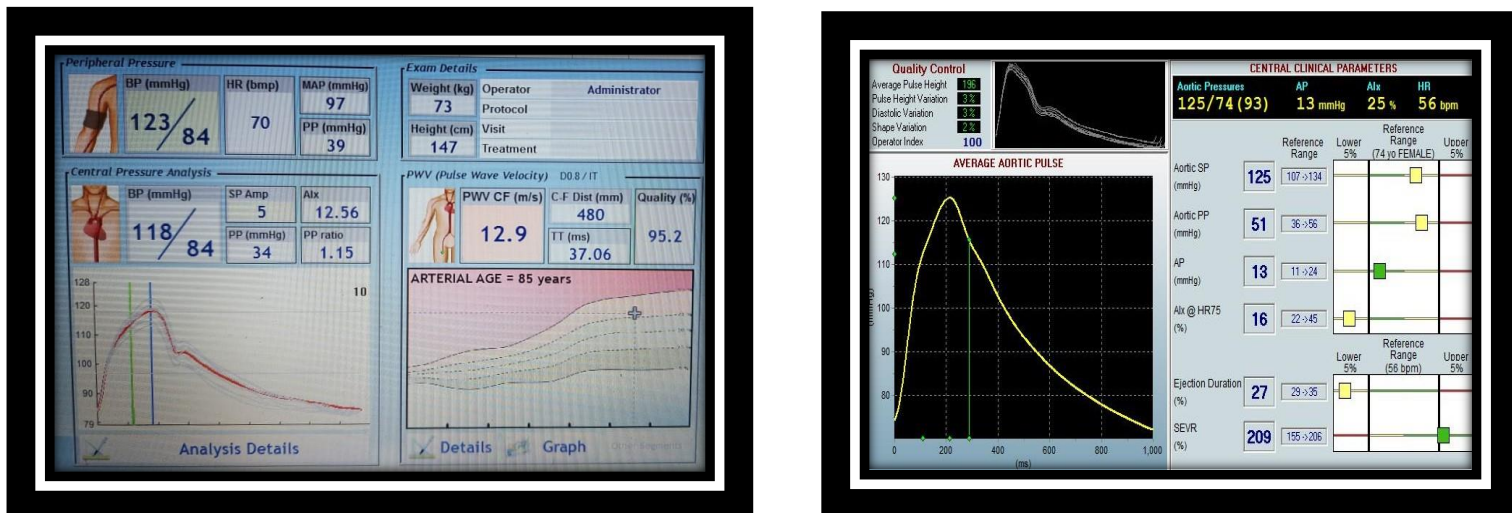 Peripheral Pressure
BP (mmHg)
123/84
HR (bmp)
70
MAP (mmHg)
97
PP (mmHg)
39
Exam Details
Weight (kg)
73
Height (cm)
147
Operator Administrator
Protocol
Visit
Treatment
Central Pressure Analysis
BP (mmHg)
118/84
SP Amp
5
AIx
12.56
PP (mmHg)
34
PP ratio
1.15
128
120
110
100
90
79
10
Analysis Details
PWV (Pulse Wave Velocity) D0.8 / IT
PWV CF (m/s)
12.9
C-F Dist (mm)
480
TT (ms)
37.06
Quality (%)
95.2
ARTERIAL AGE = 85 years
Details
Graph
Other Segments
Quality Control
Average Pulse Height 196
Pulse Height Variation 3 %
Diastolic Variation 3 %
Shape Variation 2 %
Operator Index 100
AVERAGE AORTIC PULSE
130
120
110
100
90
80
0 200 400 600 800 1,000
(ms)
CENTRAL CLINICAL PARAMETERS
Aortic Pressures AP AIx HR
125/74 (93) 13 mmHg 25 % 56 bpm
Reference Range
Lower 5%
Reference Range (74 yo FEMALE)
Upper 5%
Aortic SP (mmHg) 125 107->134
Aortic PP (mmHg) 51 36->56
AP (mmHg) 13 11->24
AIx @ HR75 (%) 16 22->45
Lower 5%
Reference Range (56 bpm)
Upper 5%
Ejection Duration (%) 27 29->35
SEVR (%) 209 155->206